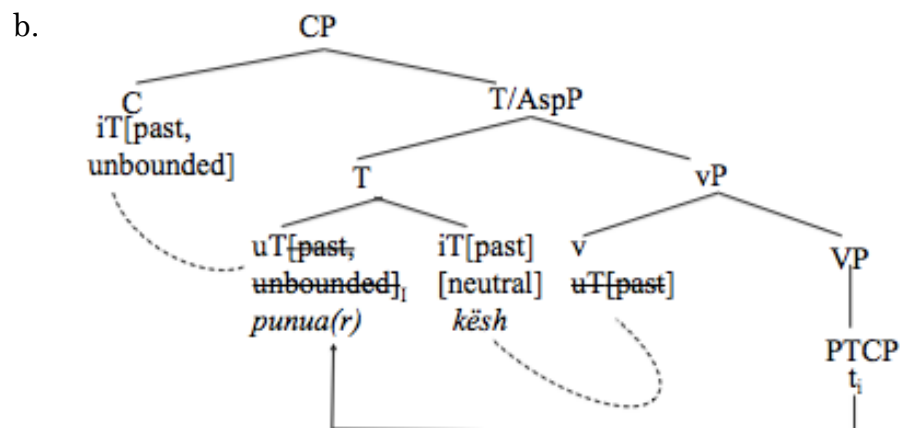 b.
CP
C
iT[past,
unbounded]
T/AspP
T
vP
uT[past,
unbounded]I
punua(r)
iT[past]
[neutral]
kësh
v
uT[past]
VP
PTCP
ti